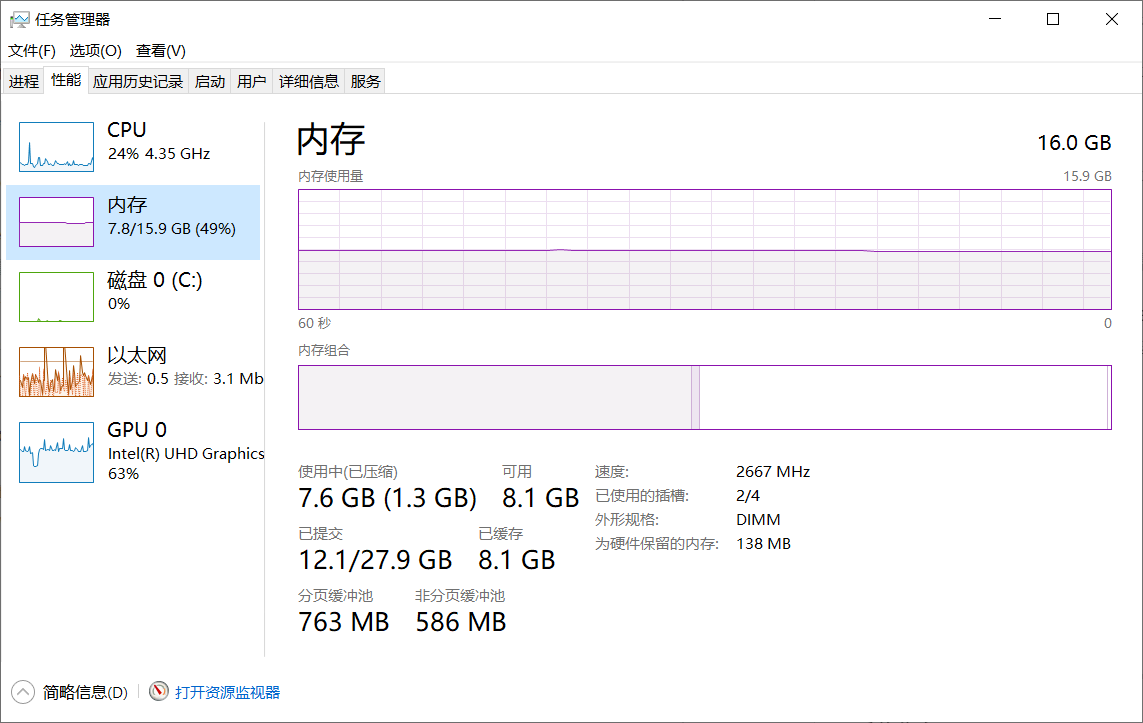 任务管理器
文件(F) 选项(O) 查看(V)
进程 性能 应用历史记录 启动 用户 详细信息 服务
CPU
24% 4.35 GHz
内存
7.8/15.9 GB (49%)
磁盘 0 (C:)
0%
以太网
发送: 0.5 接收: 3.1 Mb
GPU 0
Intel(R) UHD Graphics
63%
内存
16.0 GB
内存使用量
15.9 GB
60 秒
0
内存组合
使用中(已压缩)
7.6 GB (1.3 GB)
可用
8.1 GB
已提交
12.1/27.9 GB
已缓存
8.1 GB
分页缓冲池
763 MB
非分页缓冲池
586 MB
速度: 2667 MHz
已使用的插槽: 2/4
外形规格: DIMM
为硬件保留的内存: 138 MB
简略信息(D)
打开资源监视器